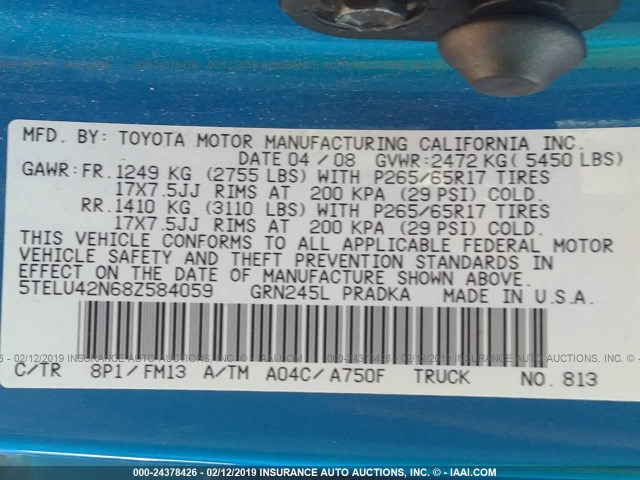 MFD. BY: TOYOTA MOTOR MANUFACTURING CALIFORNIA INC.
DATE 04 / 08 GVWR:2472 KG( 5450 LBS)
GAWR: FR. 1249 KG (2755 LBS) WITH P265/65R17 TIRES
17X7.5JJ RIMS AT 200 KPA (29 PSI) COLD.
RR. 1410 KG (3110 LBS) WITH P265/65R17 TIRES
17X7.5JJ RIMS AT 200 KPA (29 PSI) COLD.
THIS VEHICLE CONFORMS TO ALL APPLICABLE FEDERAL MOTOR
VEHICLE SAFETY AND THEFT PREVENTION STANDARDS IN
EFFECT ON THE DATE OF MANUFACTURE SHOWN ABOVE.
5TELU42N68Z584059 GRN245L PRADKA MADE IN U.S.A.
C/TR 8P1/FM13 A/TM A04C/A750F TRUCK NO. 813
000-24378426 - 02/12/2019 INSURANCE AUTO AUCTIONS, INC. - © - IAAI.COM